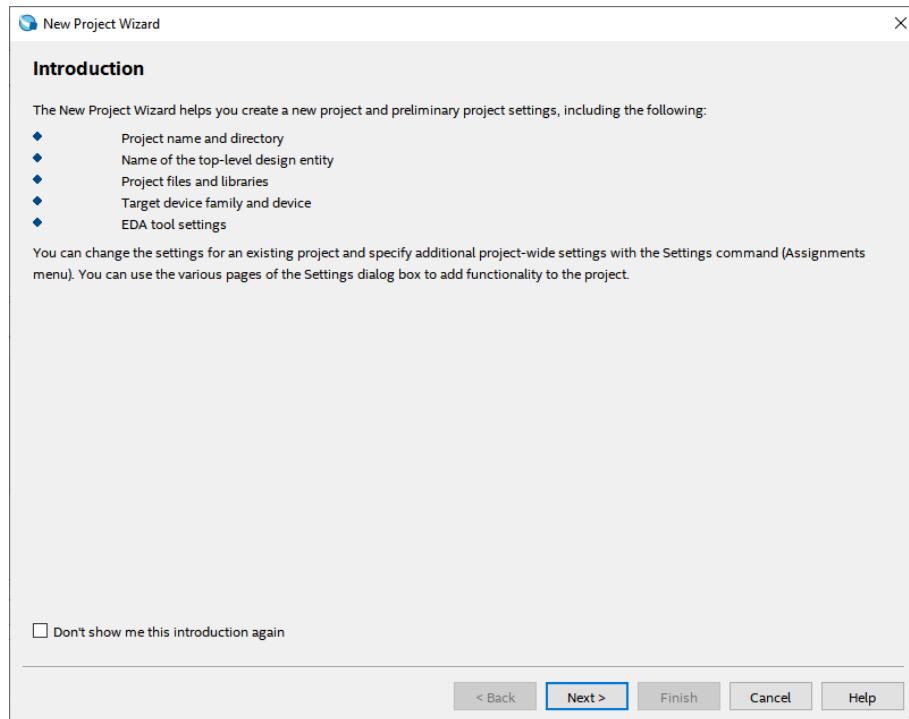 New Project Wizard
Introduction
The New Project Wizard helps you create a new project and preliminary project settings, including the following:
Project name and directory
Name of the top-level design entity
Project files and libraries
Target device family and device
EDA tool settings
You can change the settings for an existing project and specify additional project-wide settings with the Settings command (Assignments
menu). You can use the various pages of the Settings dialog box to add functionality to the project.
Don't show me this introduction again
< Back Next > Finish Cancel Help